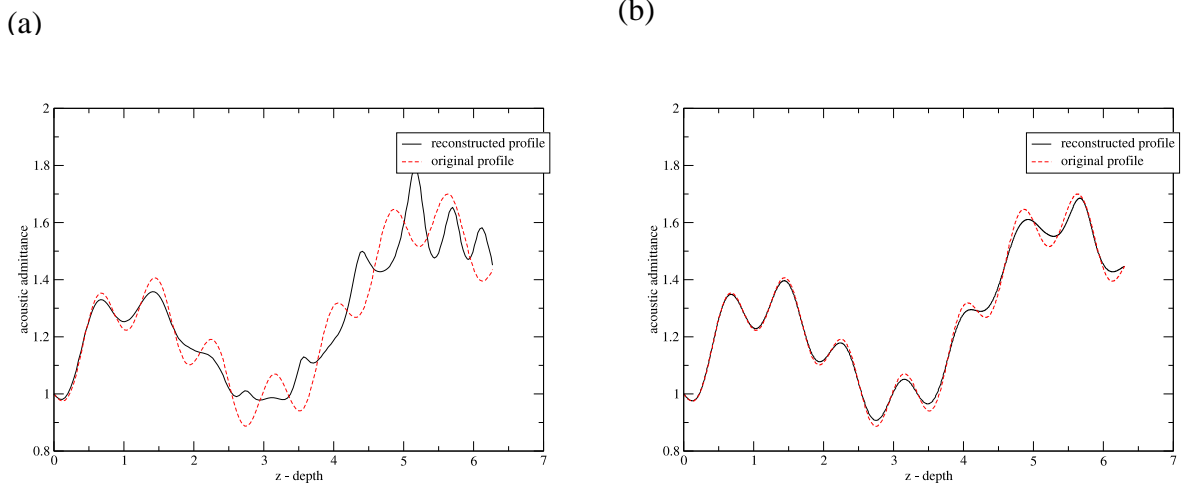 (a)
2
1.8
1.6
1.4
1.2
1
0.8
acoustic admittance
reconstructed profile
original profile
0 1 2 3 4 5 6 7
z - depth
(b)
2
1.8
1.6
1.4
1.2
1
0.8
acoustic admittance
reconstructed profile
original profile
0 1 2 3 4 5 6 7
z - depth